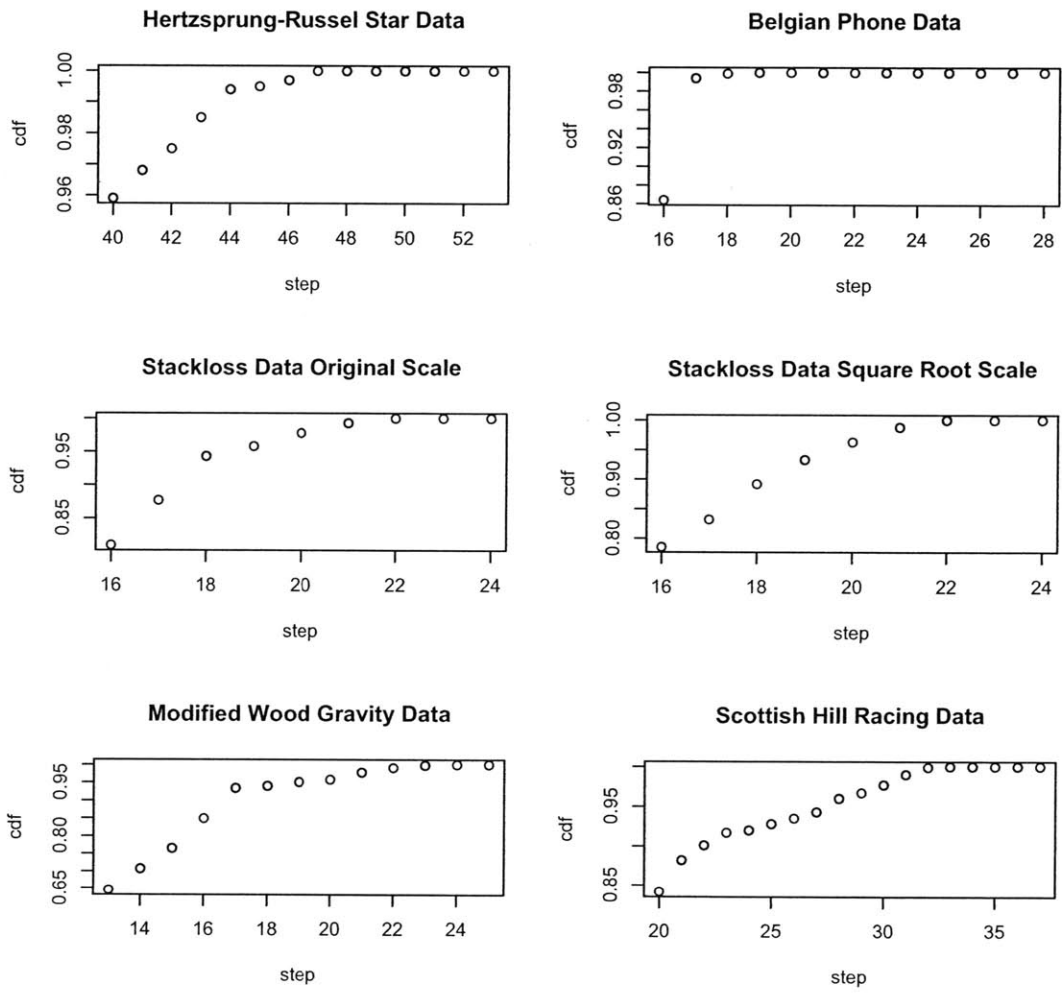 Hertzsprung-Russel Star Data
cdf
1.00
0.98
0.96
40 42 44 46 48 50 52
step
Belgian Phone Data
cdf
0.98
0.92
0.86
16 18 20 22 24 26 28
step
Stackloss Data Original Scale
cdf
0.95
0.85
16 18 20 22 24
step
Stackloss Data Square Root Scale
cdf
1.00
0.90
0.80
16 18 20 22 24
step
Modified Wood Gravity Data
cdf
0.95
0.80
0.65
14 16 18 20 22 24
step
Scottish Hill Racing Data
cdf
0.95
0.85
20 25 30 35
step